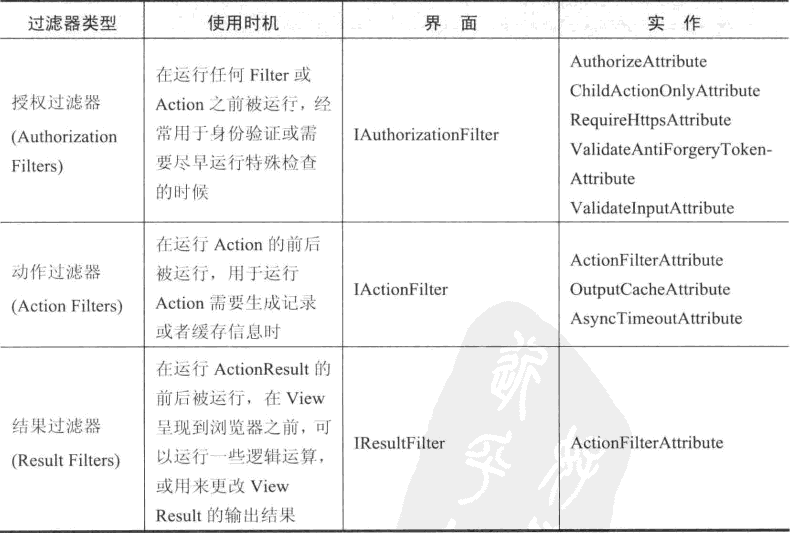 过滤器类型
使用时机
界 面
实 作
授权过滤器
(Authorization
Filters)
在运行任何 Filter 或
Action 之前被运行，经
常用于身份验证或需
要尽早运行特殊检查
的时候
IAuthorizationFilter
AuthorizeAttribute
ChildActionOnlyAttribute
RequireHttpsAttribute
ValidateAntiForgeryToken-
Attribute
ValidateInputAttribute
动作过滤器
(Action Filters)
在运行 Action 的前后
被运行，用于运行
Action 需要生成记录
或者缓存信息时
IActionFilter
ActionFilterAttribute
OutputCacheAttribute
AsyncTimeoutAttribute
结果过滤器
(Result Filters)
在运行 ActionResult 的
前后被运行，在 View
呈现到浏览器之前，可
以运行一些逻辑运算，
或用来更改 View
Result 的输出结果
IResultFilter
ActionFilterAttribute